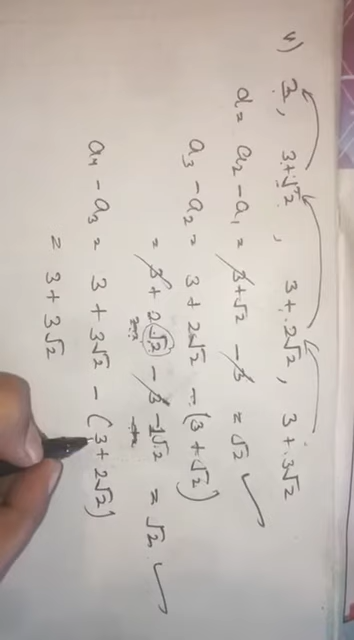 v) 3, 3+√2, 3+2√2, 3+3√2
d = a₂ - a₁ = 3+√2 - 3 = √2
a₃ - a₂ = 3 + 2√2 - (3+√2)
= 3 + 2√2 - 3 - 1√2 = √2
a₄ - a₃ = 3 + 3√2 - (3+2√2)
= 3 + 3√2